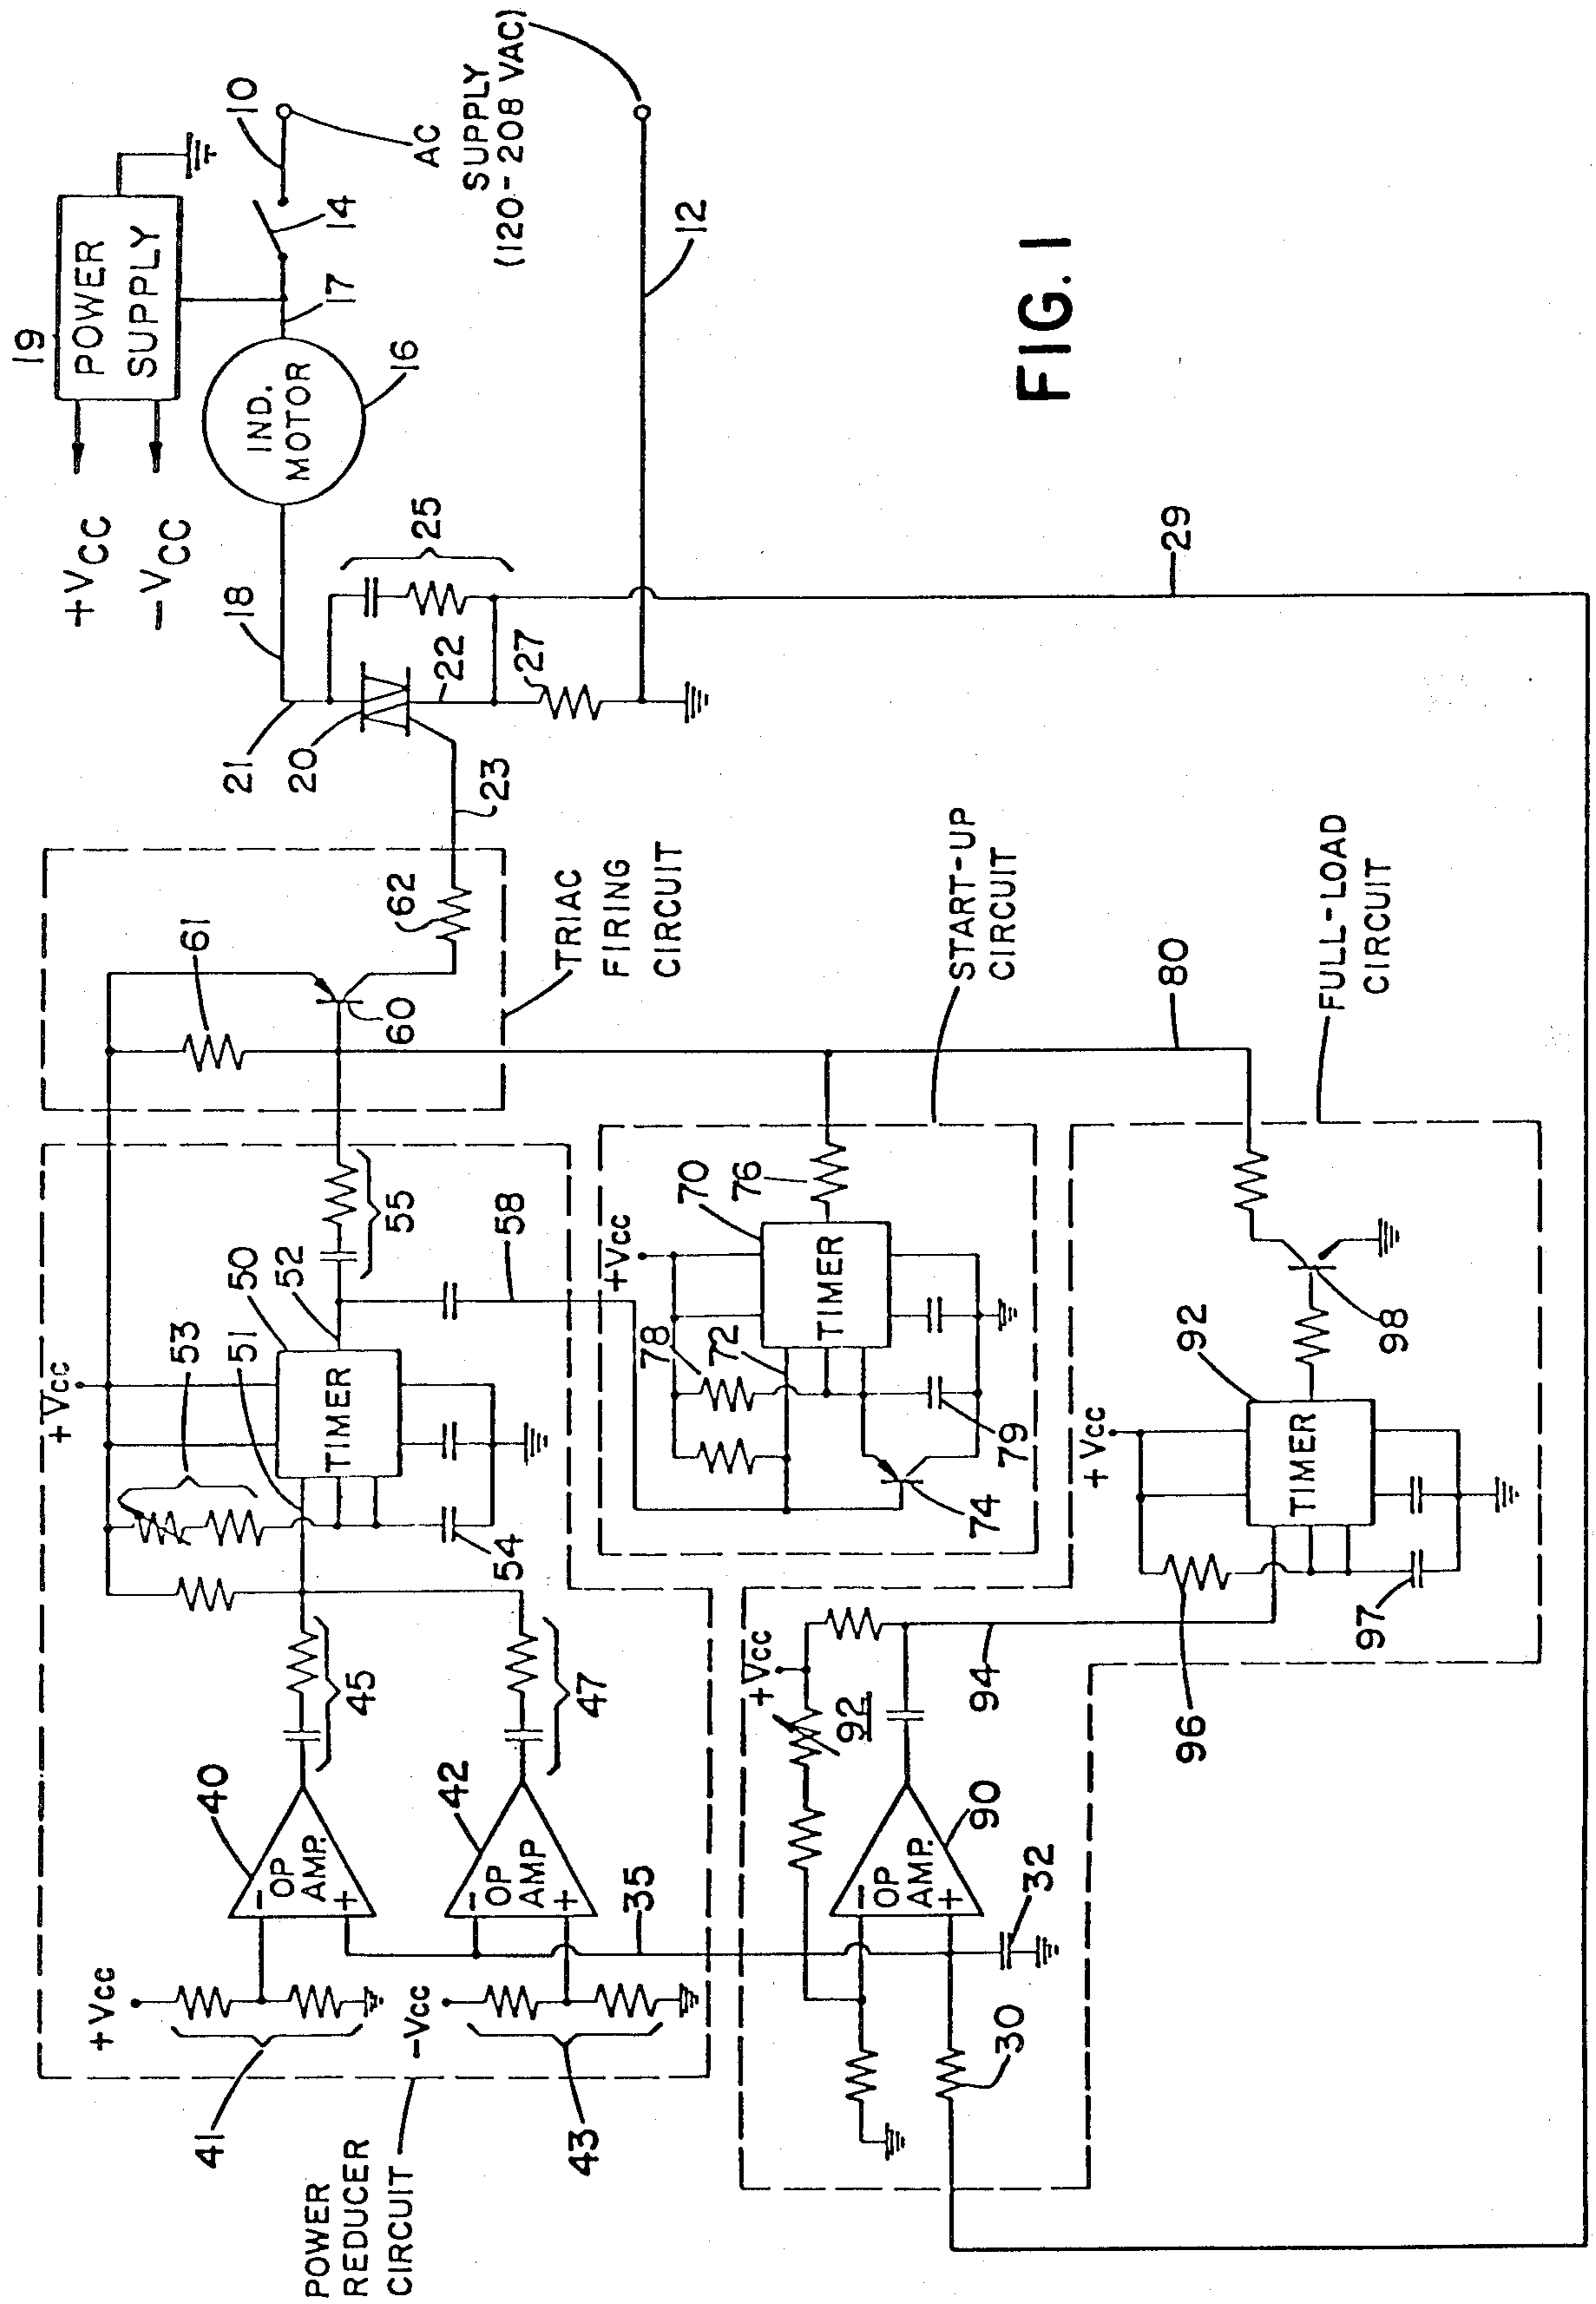 19
POWER
SUPPLY
+VCC
-VCC
10
14
17
AC
SUPPLY
(120-208 VAC)
12
IND.
MOTOR
16
18
25
21
20
22
27
23
29
61
62
60
TRIAC
FIRING
CIRCUIT
+Vcc
53
51
50
52
TIMER
54
55
58
+Vcc
78
72
70
76
TIMER
79
74
START-UP
CIRCUIT
80
FULL-LOAD
CIRCUIT
+Vcc
41
40
-
OP
AMP.
+
45
-Vcc
43
42
-
OP
AMP
+
47
35
POWER
REDUCER
CIRCUIT
+Vcc
92
-
OP
AMP.
+
90
32
30
94
+Vcc
92
TIMER
96
97
98
FIG. 1